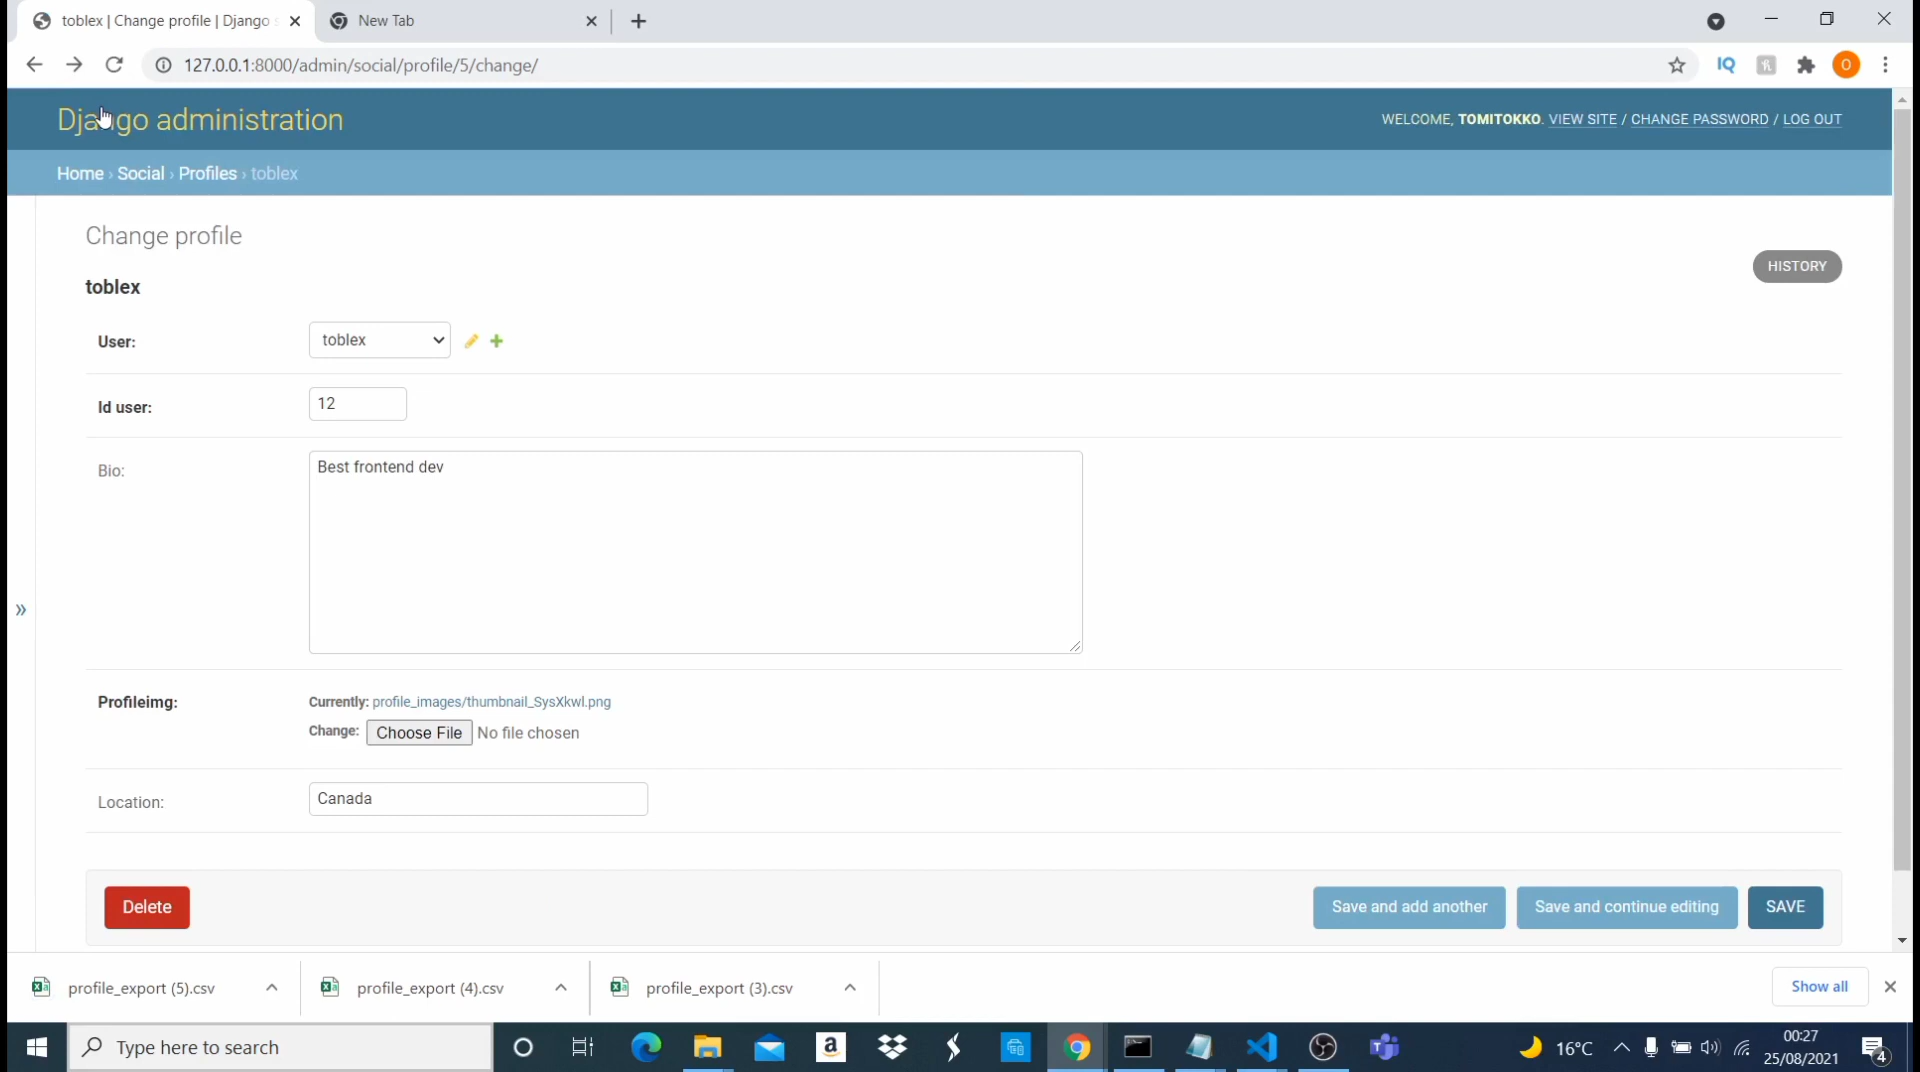 toblex | Change profile | Django s
New Tab
127.0.0.1:8000/admin/social/profile/5/change/
IQ
O
Django administration
WELCOME, TOMITOKKO. VIEW SITE / CHANGE PASSWORD / LOG OUT
Home › Social › Profiles › toblex
Change profile
HISTORY
toblex
User: toblex
Id user: 12
Bio: Best frontend dev
»
Profileimg: Currently: profile_images/thumbnail_SysXkwl.png
Change: Choose File No file chosen
Location: Canada
Delete Save and add another Save and continue editing SAVE
profile_export (5).csv profile_export (4).csv profile_export (3).csv Show all
Type here to search
16°C
00:27
25/08/2021
4